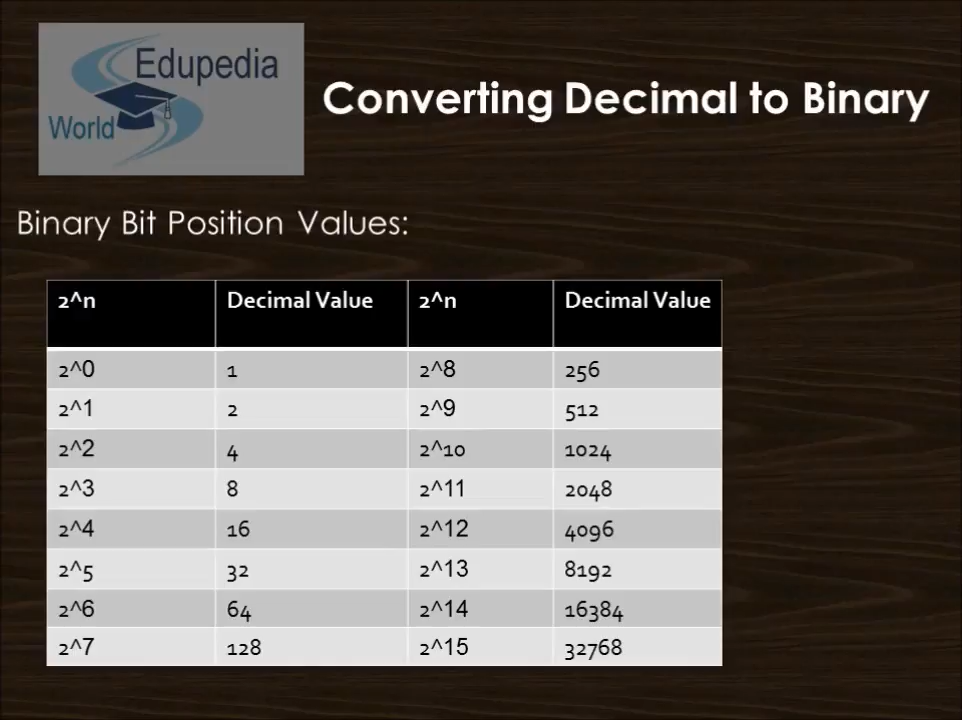 Edupedia
World
Converting Decimal to Binary
Binary Bit Position Values:
2^n Decimal Value 2^n Decimal Value
2^0 1 2^8 256
2^1 2 2^9 512
2^2 4 2^10 1024
2^3 8 2^11 2048
2^4 16 2^12 4096
2^5 32 2^13 8192
2^6 64 2^14 16384
2^7 128 2^15 32768